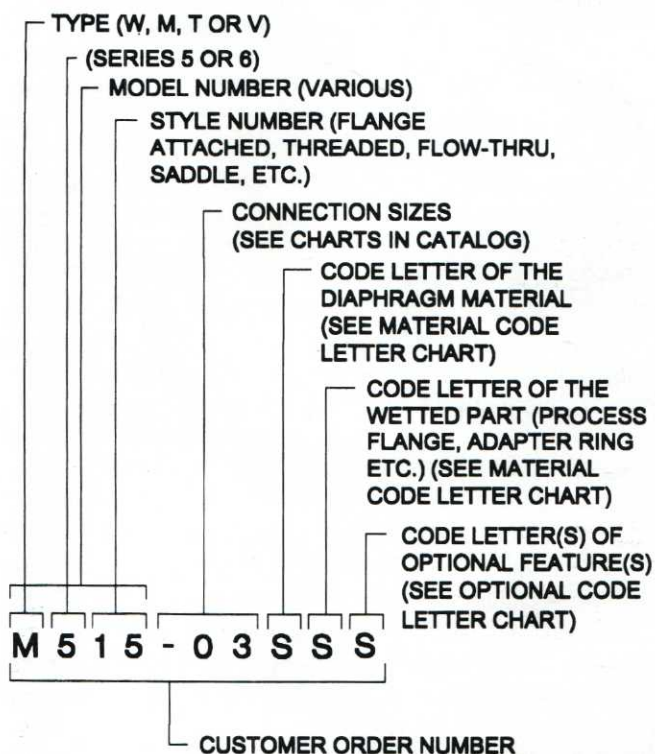 TYPE (W, M, T OR V)
(SERIES 5 OR 6)
MODEL NUMBER (VARIOUS)
STYLE NUMBER (FLANGE
ATTACHED, THREADED, FLOW-THRU,
SADDLE, ETC.)
CONNECTION SIZES
(SEE CHARTS IN CATALOG)
CODE LETTER OF THE
DIAPHRAGM MATERIAL
(SEE MATERIAL CODE
LETTER CHART)
CODE LETTER OF THE
WETTED PART (PROCESS
FLANGE, ADAPTER RING
ETC.) (SEE MATERIAL
CODE LETTER CHART)
CODE LETTER(S) OF
OPTIONAL FEATURE(S)
(SEE OPTIONAL CODE
LETTER CHART)
M 5 1 5 - 0 3 S S S
CUSTOMER ORDER NUMBER